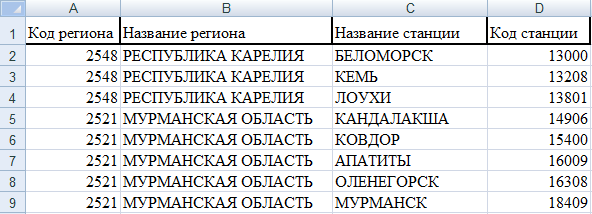 A B C D
1 Код региона Название региона Название станции Код станции
2 2548 РЕСПУБЛИКА КАРЕЛИЯ БЕЛОМОРСК 13000
3 2548 РЕСПУБЛИКА КАРЕЛИЯ КЕМЬ 13208
4 2548 РЕСПУБЛИКА КАРЕЛИЯ ЛОУХИ 13801
5 2521 МУРМАНСКАЯ ОБЛАСТЬ КАНДАЛАКША 14906
6 2521 МУРМАНСКАЯ ОБЛАСТЬ КОВДОР 15400
7 2521 МУРМАНСКАЯ ОБЛАСТЬ АПАТИТЫ 16009
8 2521 МУРМАНСКАЯ ОБЛАСТЬ ОЛЕНЕГОРСК 16308
9 2521 МУРМАНСКАЯ ОБЛАСТЬ МУРМАНСК 18409